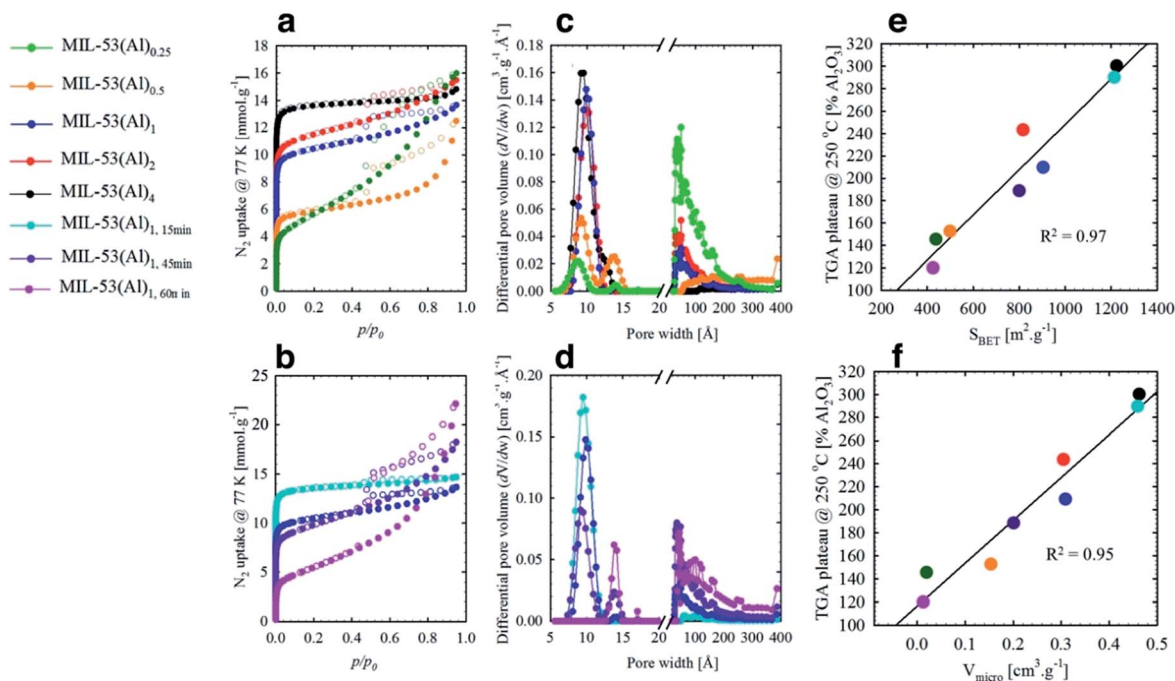 MIL-53(Al)0.25
MIL-53(Al)0.5
MIL-53(Al)1
MIL-53(Al)2
MIL-53(Al)4
MIL-53(Al)1, 15min
MIL-53(Al)1, 45min
MIL-53(Al)1, 60min
a
N2 uptake @ 77 K [mmol.g-1]
18
16
14
12
10
8
6
4
2
0
0.0 0.2 0.4 0.6 0.8 1.0
p/p0
c
Differential pore volume (dV/dw) [cm3.g-1.Å-1]
0.18
0.16
0.14
0.12
0.10
0.08
0.06
0.04
0.02
0.00
5 10 15 20 100 200 300 400
Pore width [Å]
e
TGA plateau @ 250 °C [% Al2O3]
320
300
280
260
240
220
200
180
160
140
120
100
R2 = 0.97
200 400 600 800 1000 1200 1400
SBET [m2.g-1]
b
N2 uptake @ 77 K [mmol.g-1]
25
20
15
10
5
0
0.0 0.2 0.4 0.6 0.8 1.0
p/p0
d
Differential pore volume (dV/dw) [cm3.g-1.Å-1]
0.20
0.15
0.10
0.05
0.00
5 10 15 20 100 200 300 400
Pore width [Å]
f
TGA plateau @ 250 °C [% Al2O3]
320
300
280
260
240
220
200
180
160
140
120
100
R2 = 0.95
0.0 0.1 0.2 0.3 0.4 0.5
Vmicro [cm3.g-1]